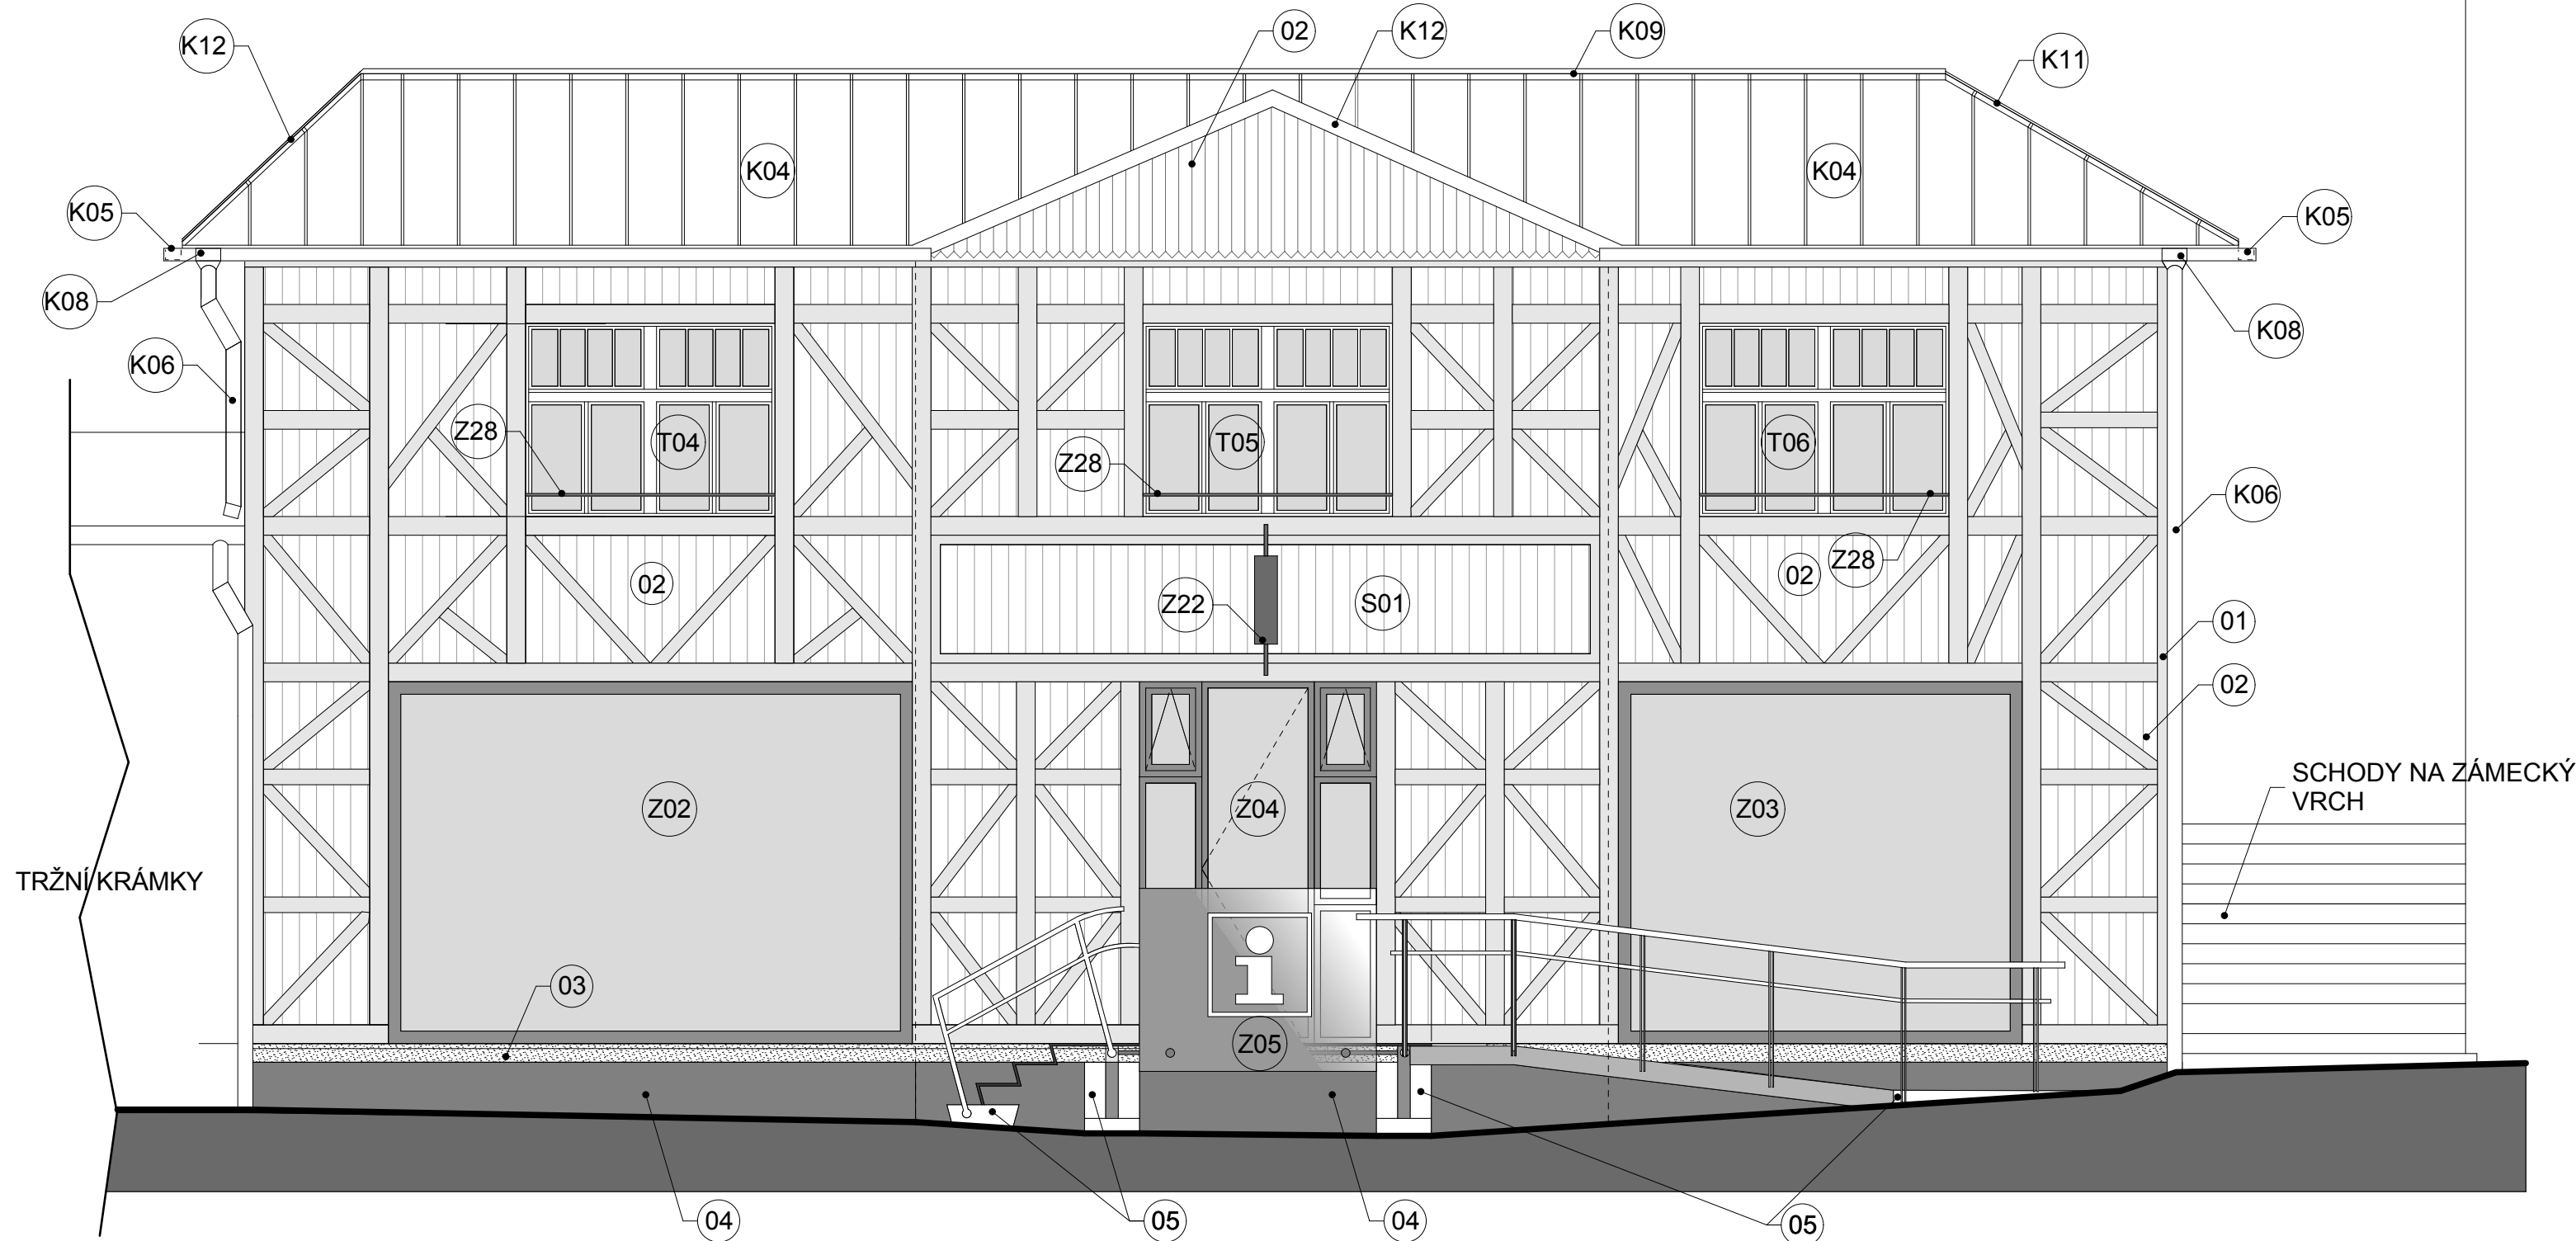 02
K12
K09
K12
K11
K04
K04
K05
K05
K08
K08
K06
Z28
T04
Z28
T05
T06
K06
02
Z22
S01
02
Z28
01
02
SCHODY NA ZÁMECKÝ
VRCH
Z02
Z04
Z03
TRŽNÍ KRÁMKY
i
03
Z05
04
05
04
05